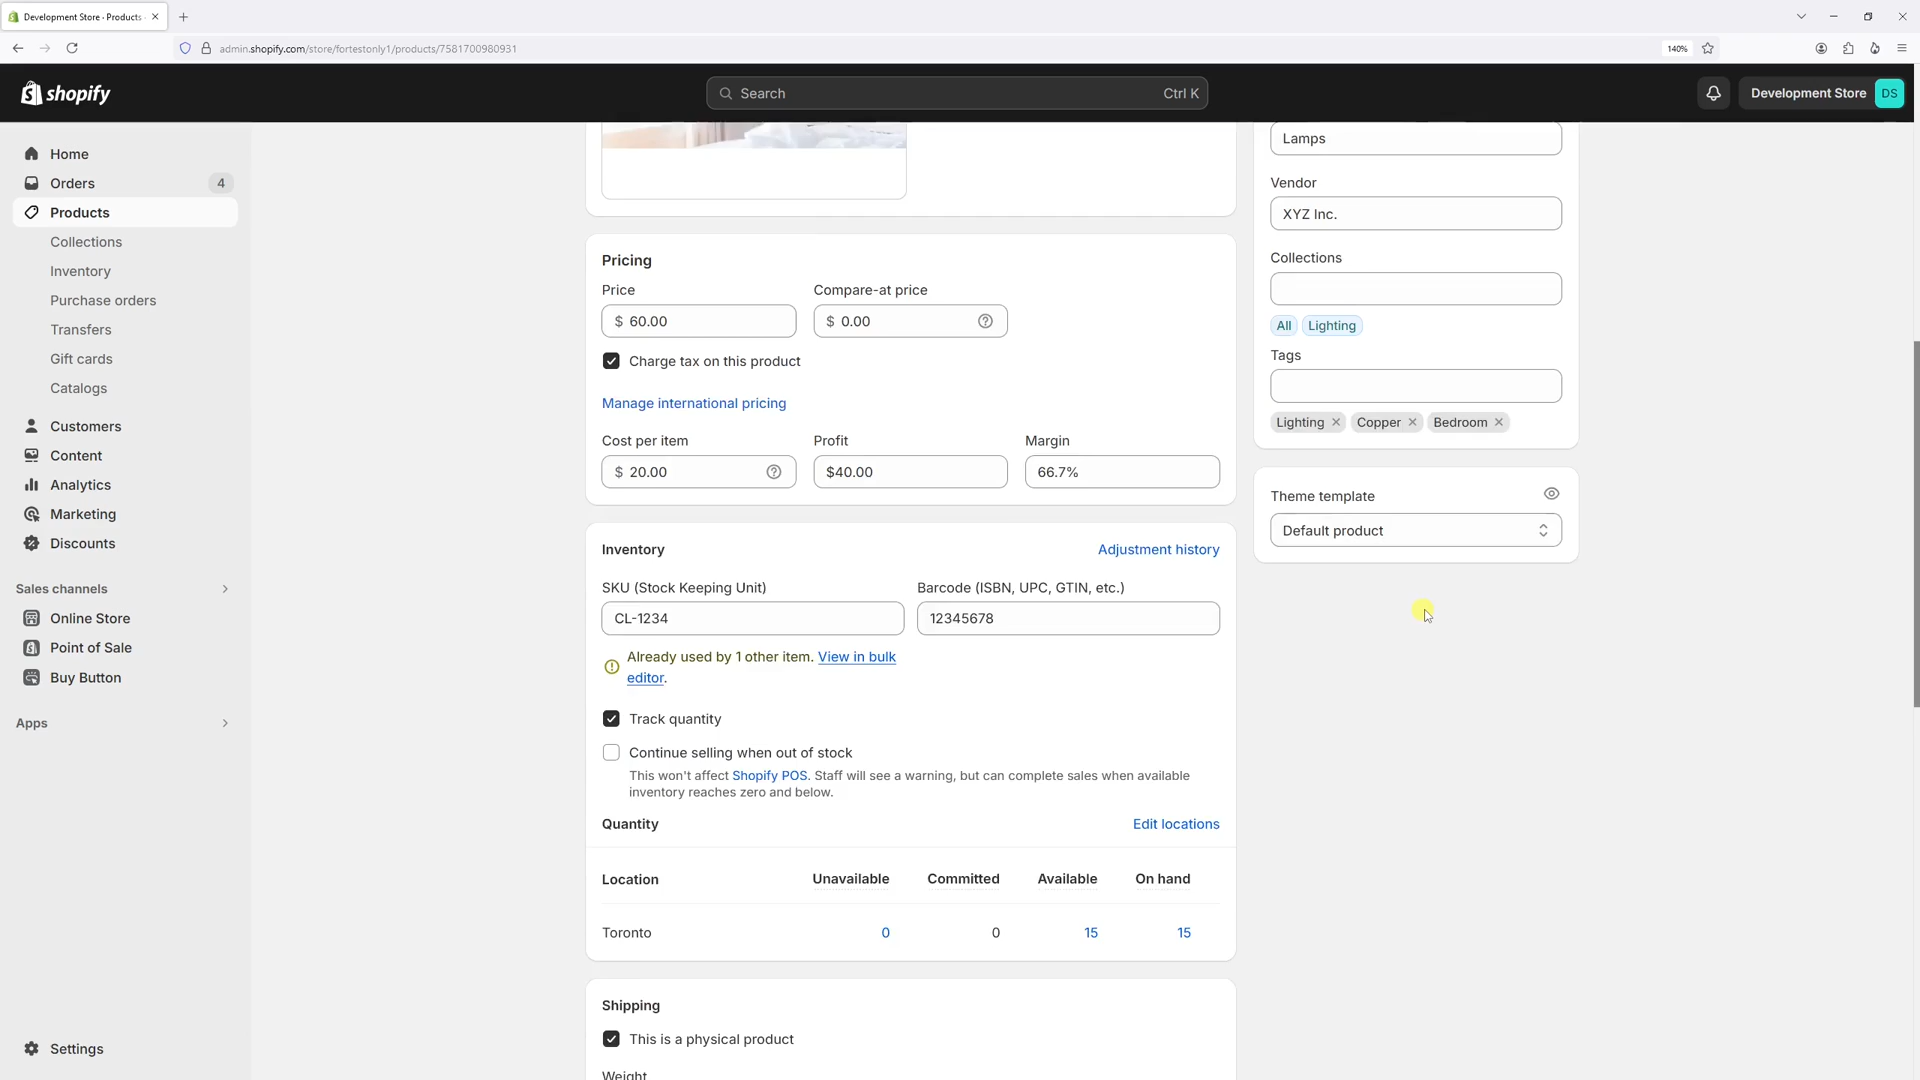 Development Store · Products ·
admin.shopify.com/store/fortestonly1/products/7581700980931
140%
shopify
Search
Ctrl K
Development Store
DS
Home
Orders
4
Products
Collections
Inventory
Purchase orders
Transfers
Gift cards
Catalogs
Customers
Content
Analytics
Marketing
Discounts
Sales channels
Online Store
Point of Sale
Buy Button
Apps
Settings
Pricing
Price
Compare-at price
$ 60.00
$ 0.00
Charge tax on this product
Manage international pricing
Cost per item
Profit
Margin
$ 20.00
$40.00
66.7%
Inventory
Adjustment history
SKU (Stock Keeping Unit)
Barcode (ISBN, UPC, GTIN, etc.)
CL-1234
12345678
Already used by 1 other item. View in bulk
editor.
Track quantity
Continue selling when out of stock
This won't affect Shopify POS. Staff will see a warning, but can complete sales when available
inventory reaches zero and below.
Quantity
Edit locations
Location
Unavailable
Committed
Available
On hand
Toronto
0
0
15
15
Shipping
This is a physical product
Weight
Lamps
Vendor
XYZ Inc.
Collections
All
Lighting
Tags
Lighting
Copper
Bedroom
Theme template
Default product